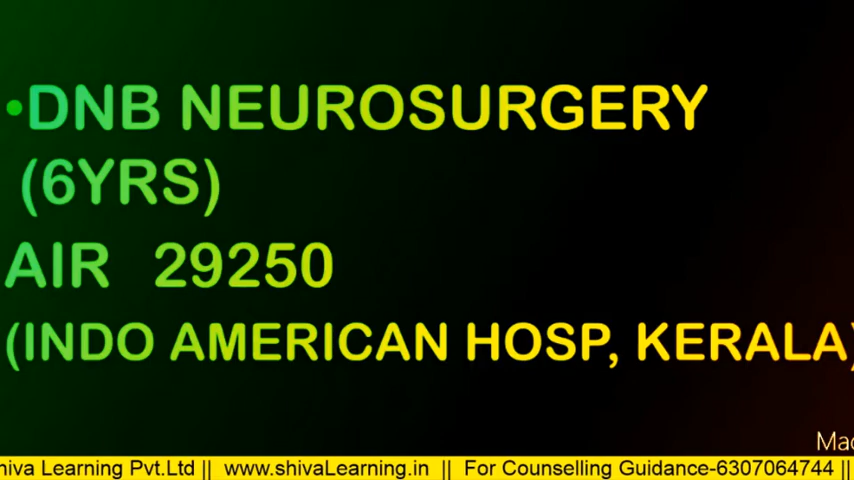 •DNB NEUROSURGERY
(6YRS)
AIR 29250
(INDO AMERICAN HOSP, KERALA)
hiva Learning Pvt.Ltd || www.shivaLearning.in || For Counselling Guidance-6307064744 ||